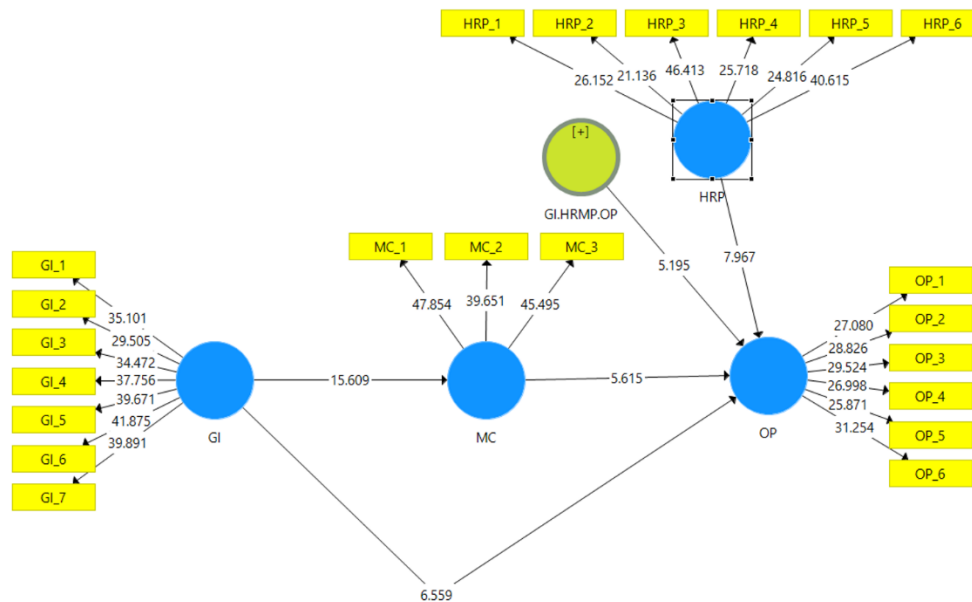 HRP_1
HRP_2
HRP_3
HRP_4
HRP_5
HRP_6
26.152
21.136
46.413
25.718
24.816
40.615
[+]
GI.HRMP.OP
HRP
MC_1
MC_2
MC_3
47.854
39.651
45.495
5.195
7.967
GI_1
GI_2
GI_3
GI_4
GI_5
GI_6
GI_7
35.101
29.505
34.472
37.756
39.671
41.875
39.891
GI
15.609
MC
5.615
OP
OP_1
OP_2
OP_3
OP_4
OP_5
OP_6
27.080
28.826
29.524
26.998
25.871
31.254
6.559